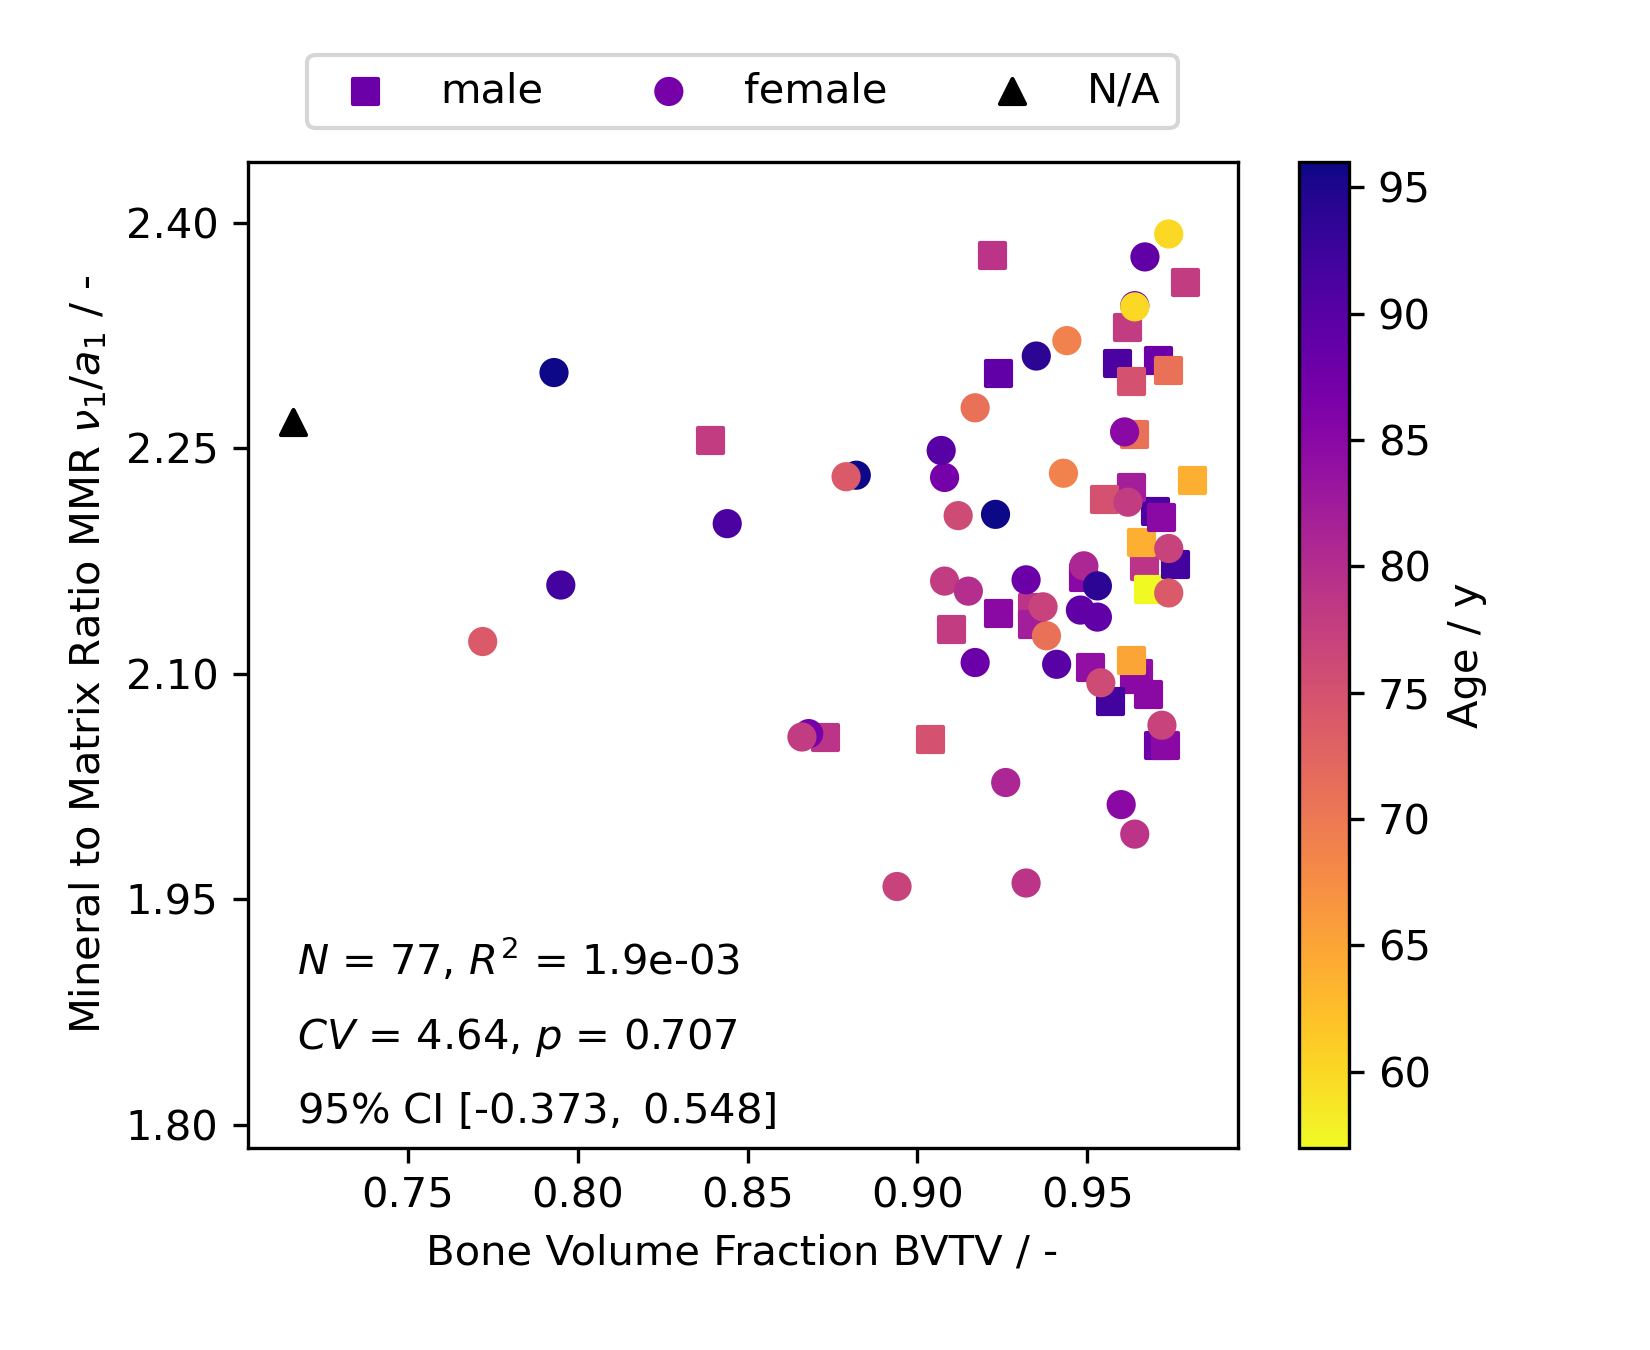 male female N/A
Mineral to Matrix Ratio MMR ν₁/a₁ / -
2.40
2.25
2.10
1.95
1.80
N = 77, R² = 1.9e-03
CV = 4.64, p = 0.707
95% CI [-0.373, 0.548]
0.75 0.80 0.85 0.90 0.95
Bone Volume Fraction BVTV / -
95
90
85
80
75
70
65
60
Age / y